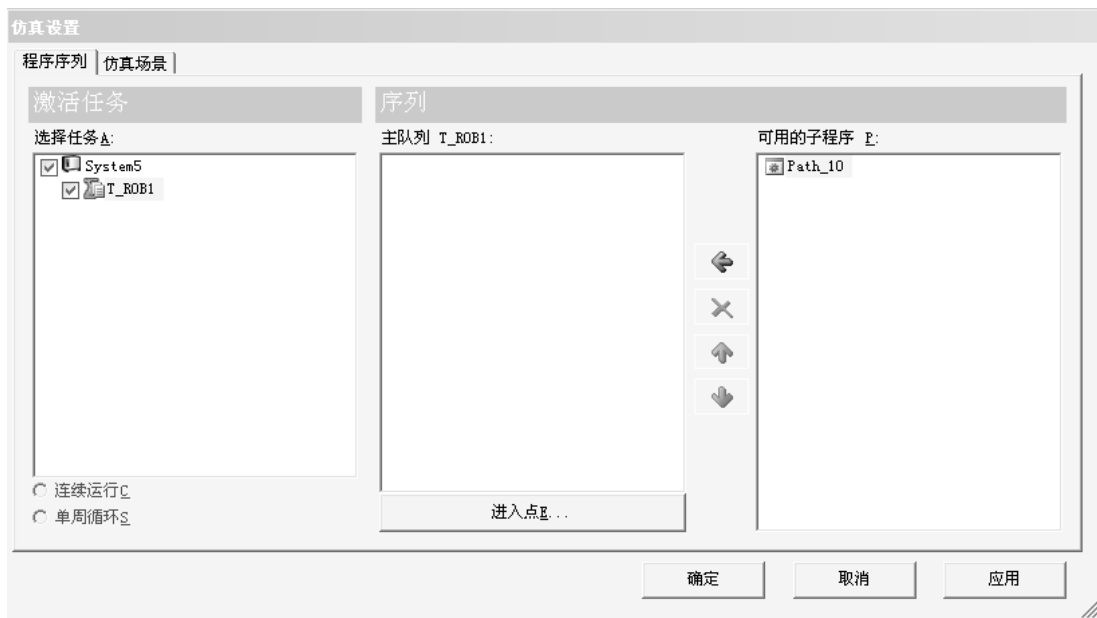 仿真设置
程序序列 仿真场景
激活任务 序列
选择任务A: 主队列 T_ROB1: 可用的子程序 P:
System5 Path_10
T_ROB1
连续运行C
单周循环S
进入点E...
确定 取消 应用